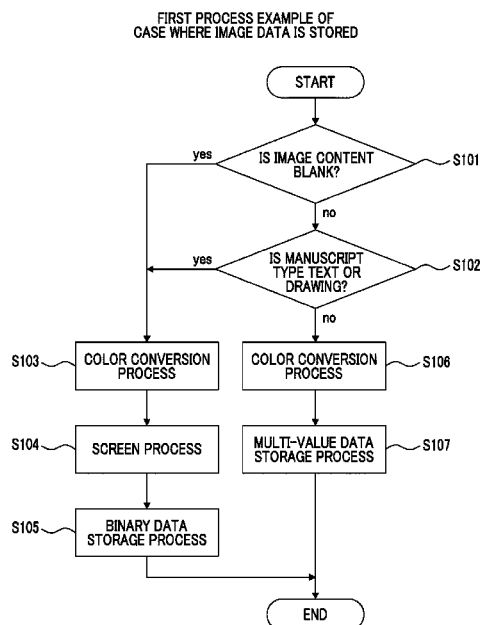 FIRST PROCESS EXAMPLE OF
CASE WHERE IMAGE DATA IS STORED
START
IS IMAGE CONTENT
BLANK?
S101
yes
no
IS MANUSCRIPT
TYPE TEXT OR
DRAWING?
S102
yes
no
S103
COLOR CONVERSION
PROCESS
COLOR CONVERSION
PROCESS
S106
S104
SCREEN PROCESS
MULTI-VALUE DATA
STORAGE PROCESS
S107
S105
BINARY DATA
STORAGE PROCESS
END